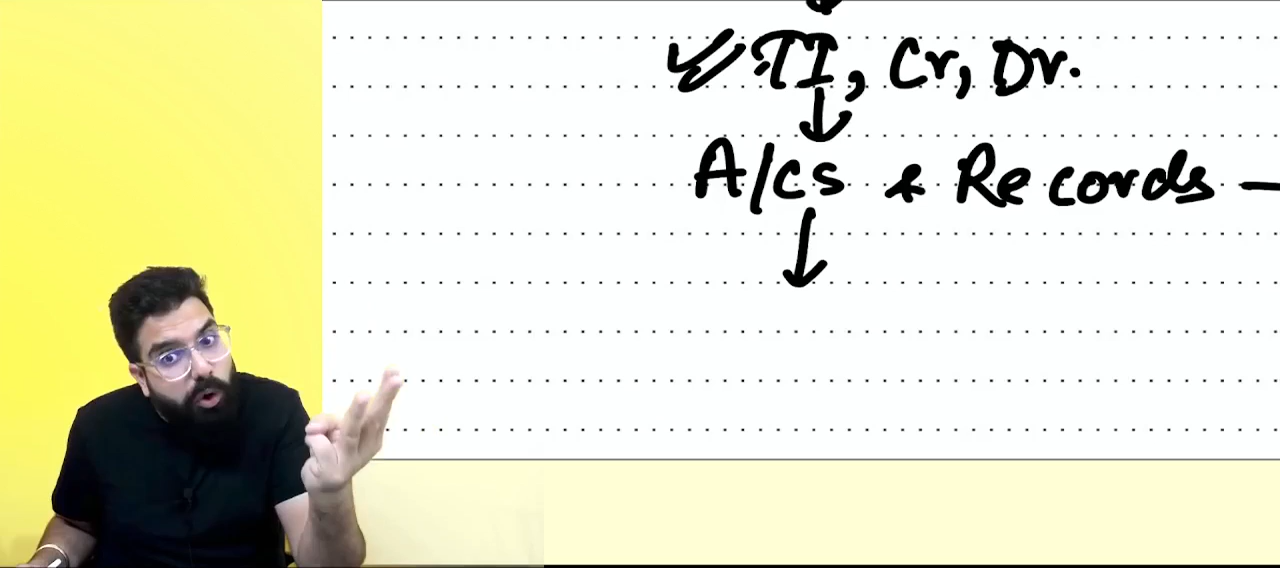 TI, Cr, Dr.
A/cs & Records –